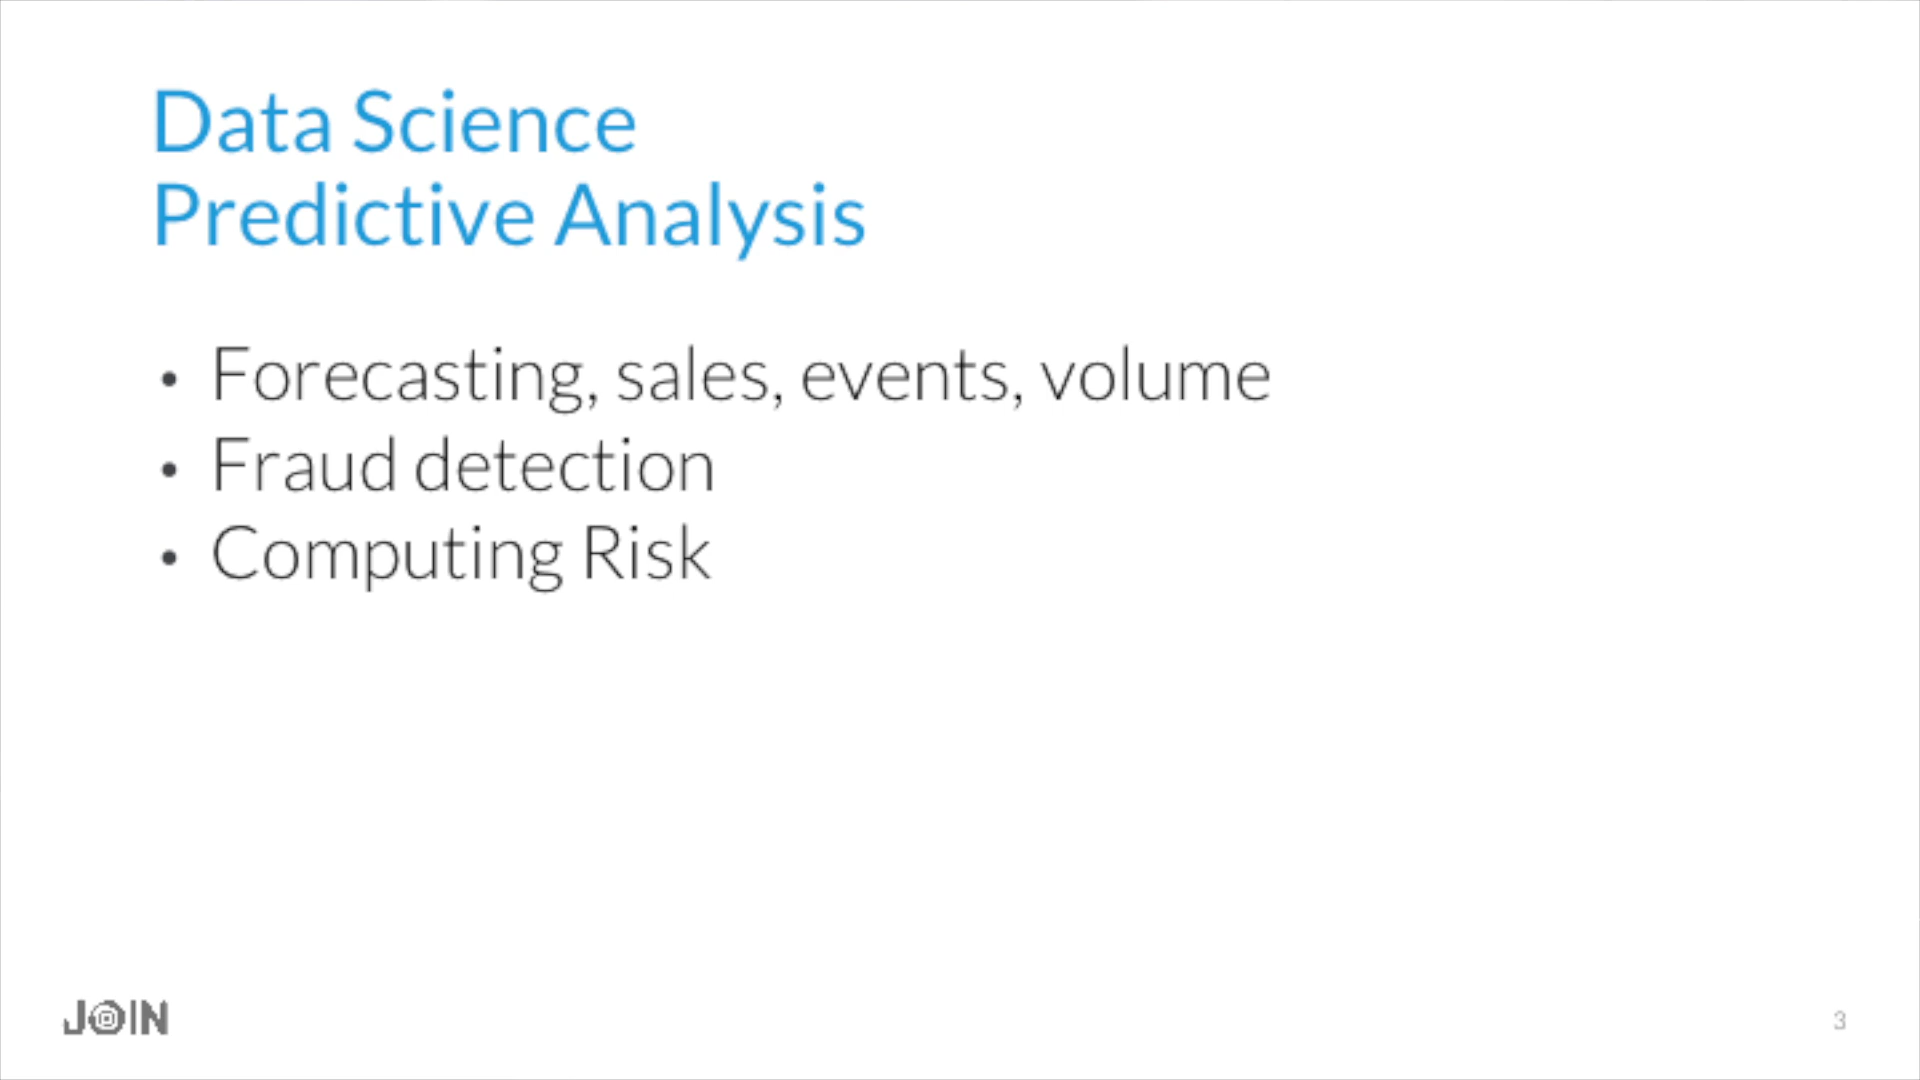 Data Science
Predictive Analysis
• Forecasting, sales, events, volume
• Fraud detection
• Computing Risk
JOIN
3